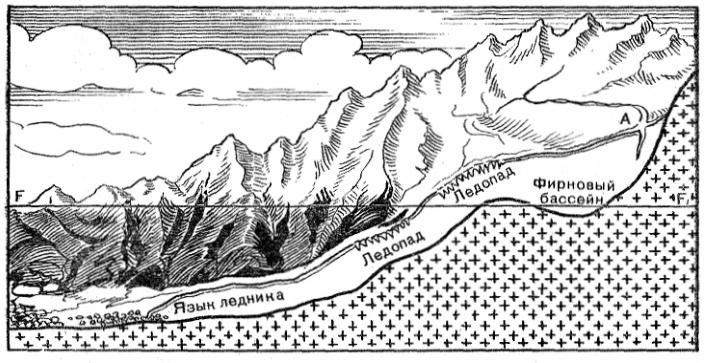 А
Ледопад
Фирновый
бассейн
F
F
Ледопад
Язык ледника